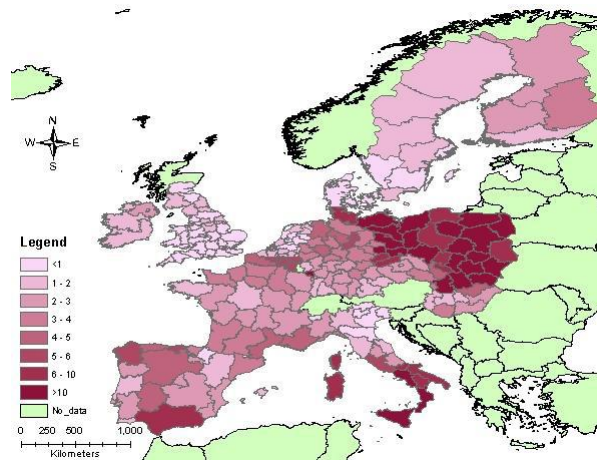 N
W E
S
Legend
<1
1 - 2
2 - 3
3 - 4
4 - 5
5 - 6
6 - 10
>10
No_data
0 250 500 1,000
Kilometers